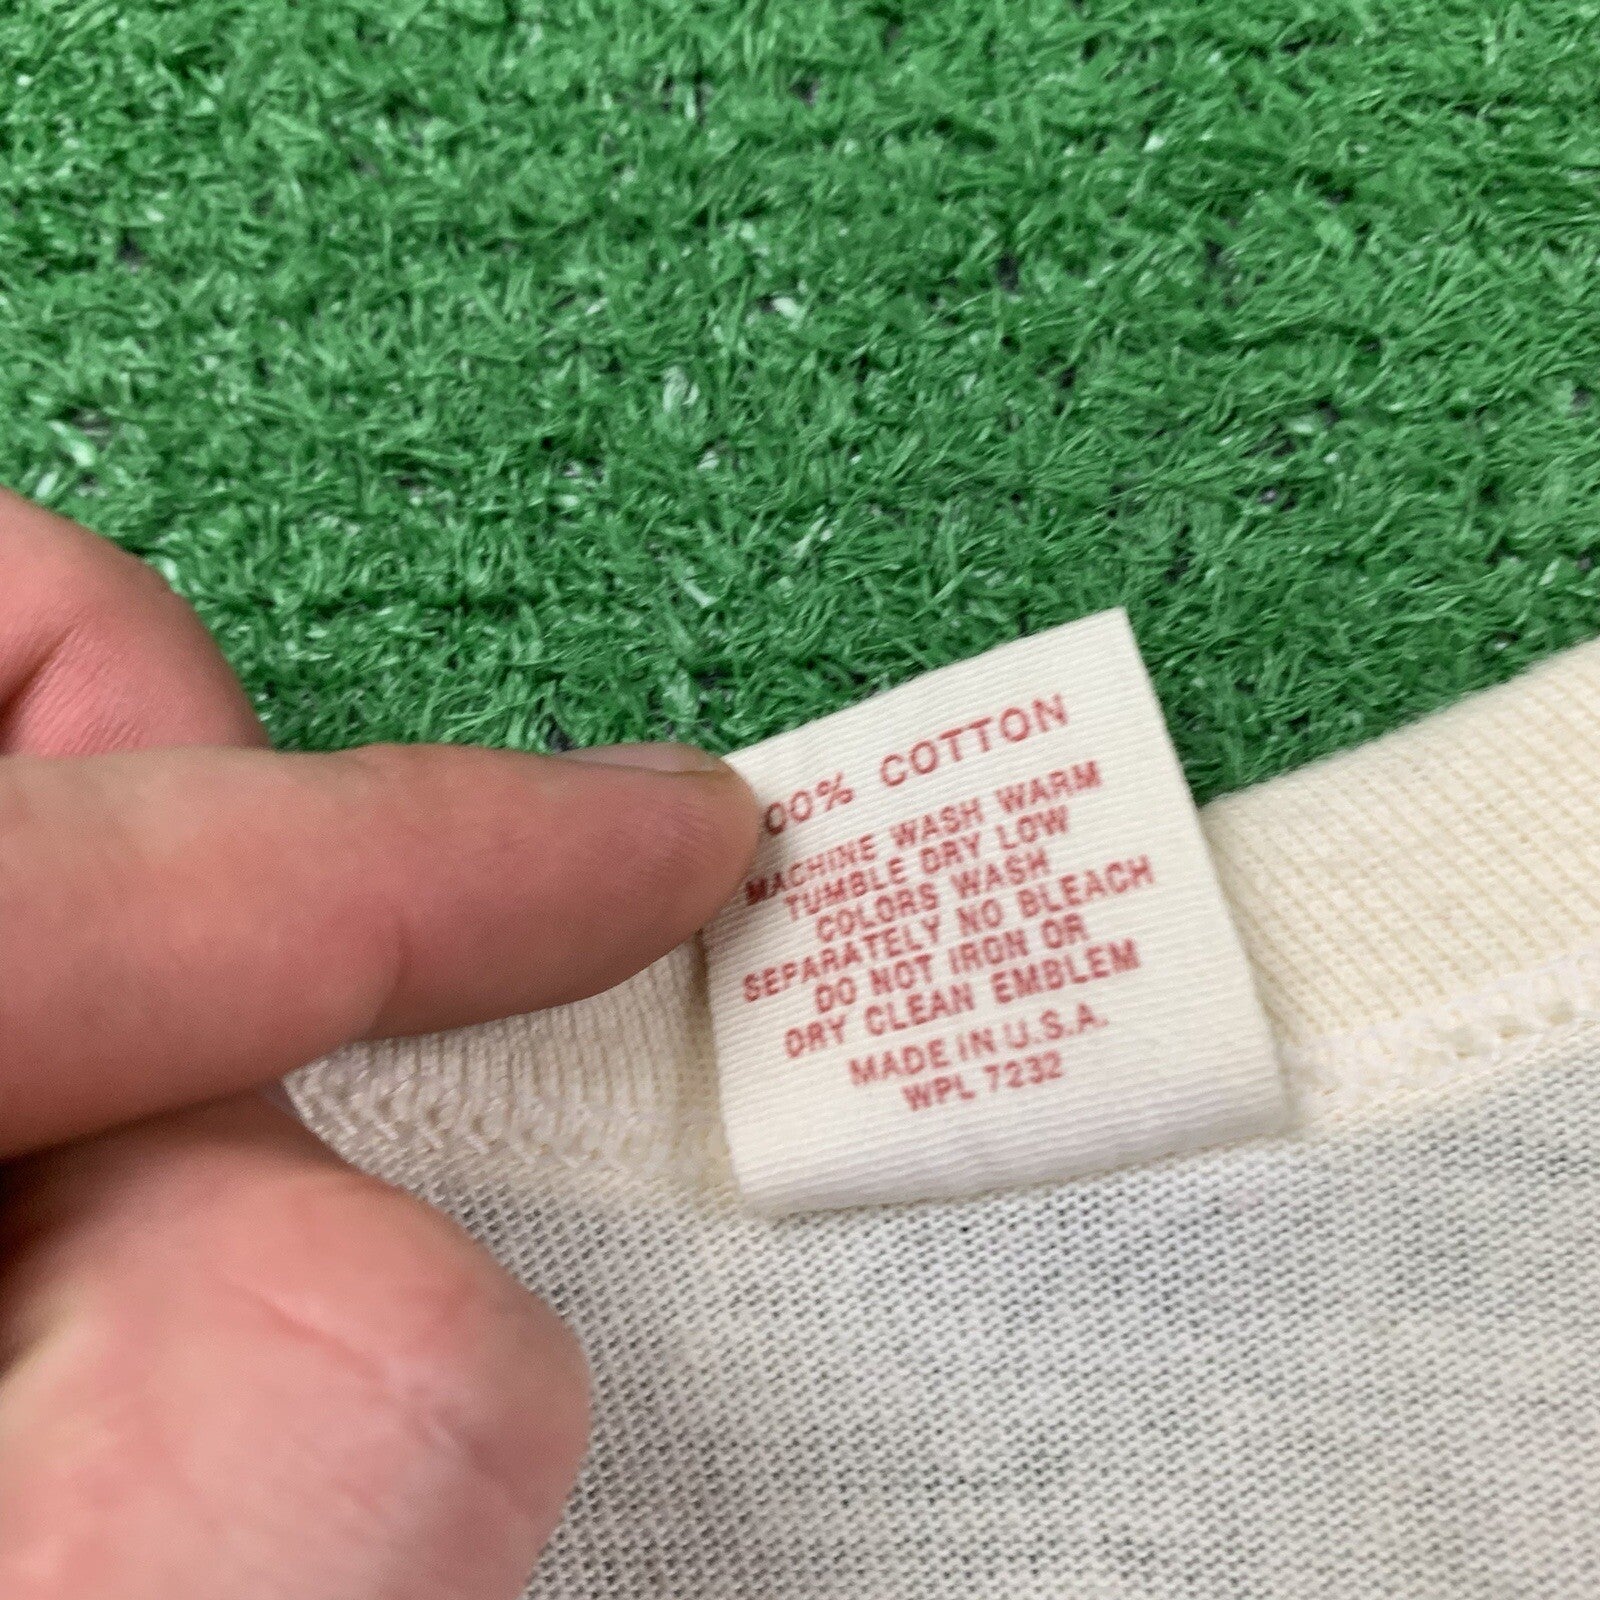 00% COTTON
MACHINE WASH WARM
TUMBLE DRY LOW
COLORS WASH
SEPARATELY NO BLEACH
DO NOT IRON OR
DRY CLEAN EMBLEM
MADE IN U.S.A.
WPL 7232